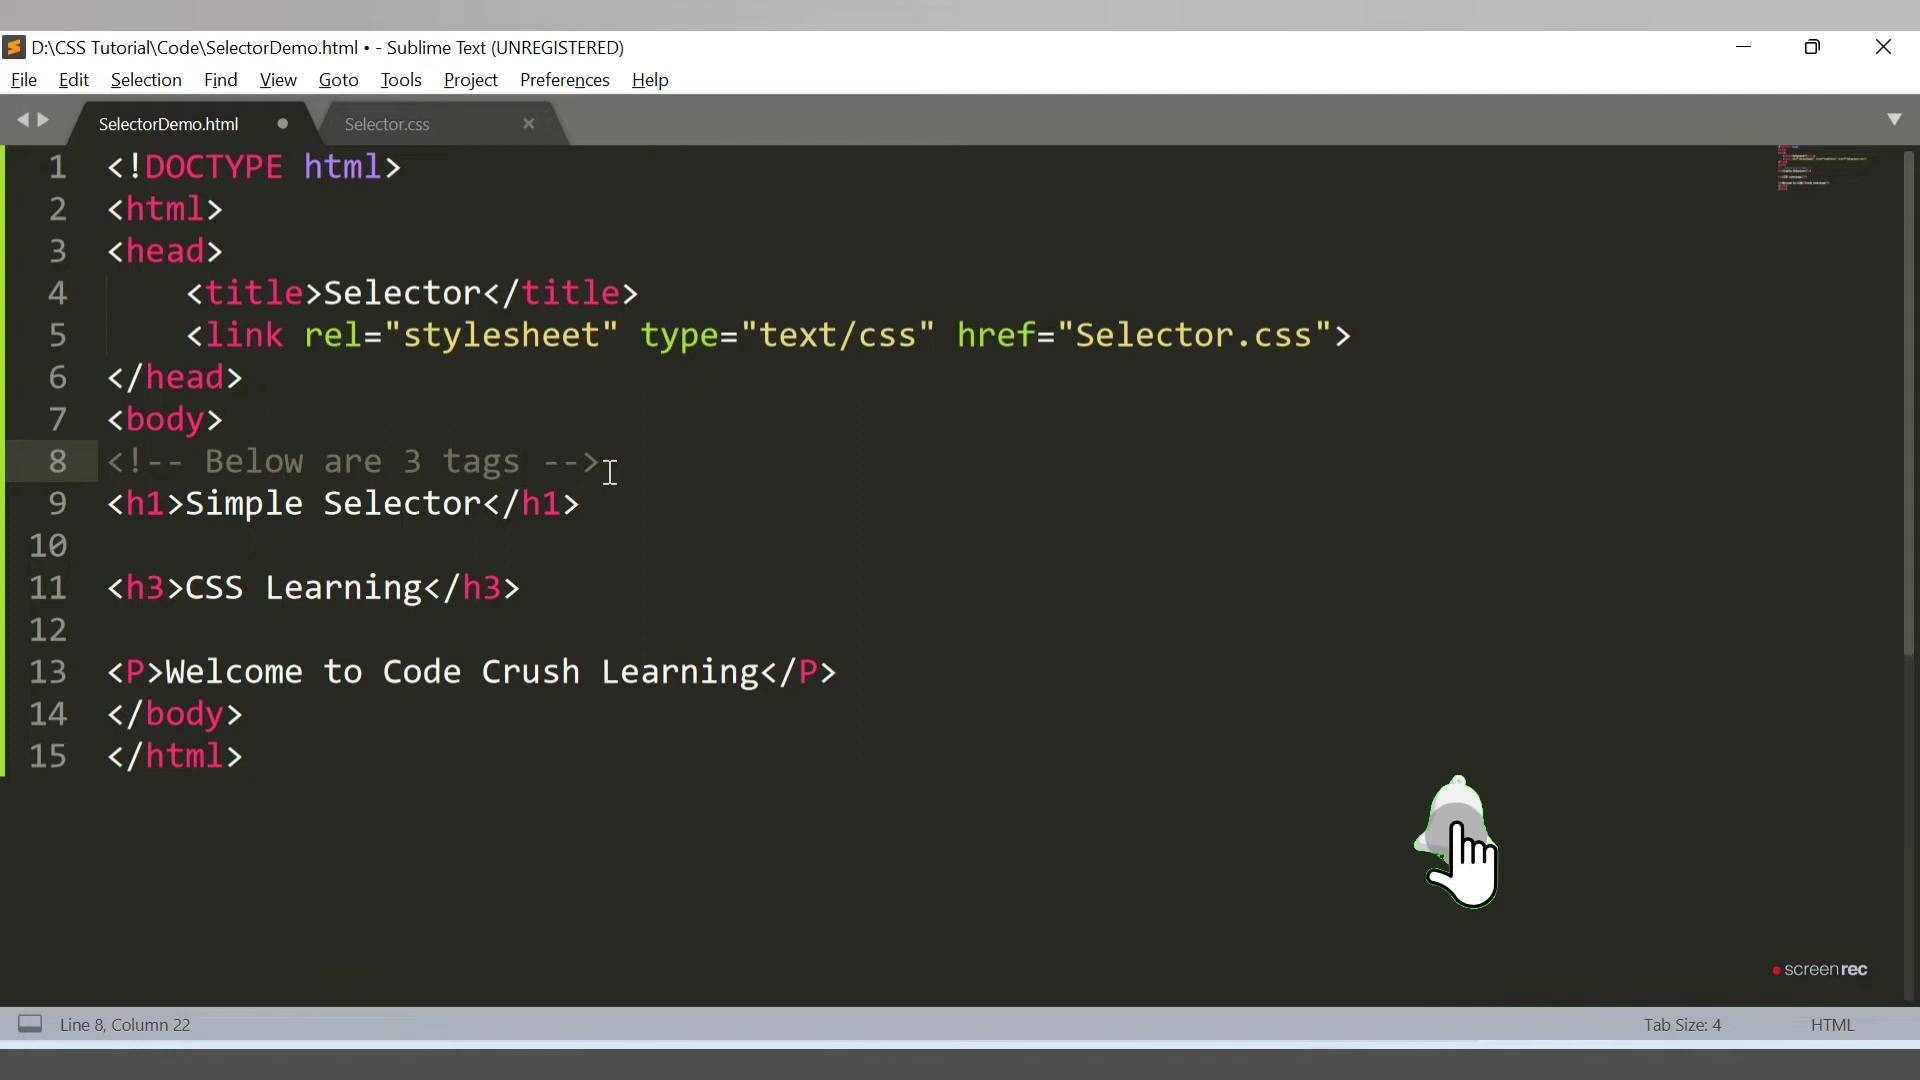 D:\CSS Tutorial\Code\SelectorDemo.html • - Sublime Text (UNREGISTERED)
File Edit Selection Find View Goto Tools Project Preferences Help
SelectorDemo.html Selector.css
1 <!DOCTYPE html>
2 <html>
3 <head>
4 <title>Selector</title>
5 <link rel="stylesheet" type="text/css" href="Selector.css">
6 </head>
7 <body>
8 <!-- Below are 3 tags -->
9 <h1>Simple Selector</h1>
10
11 <h3>CSS Learning</h3>
12
13 <P>Welcome to Code Crush Learning</P>
14 </body>
15 </html>
screenrec
Line 8, Column 22 Tab Size: 4 HTML